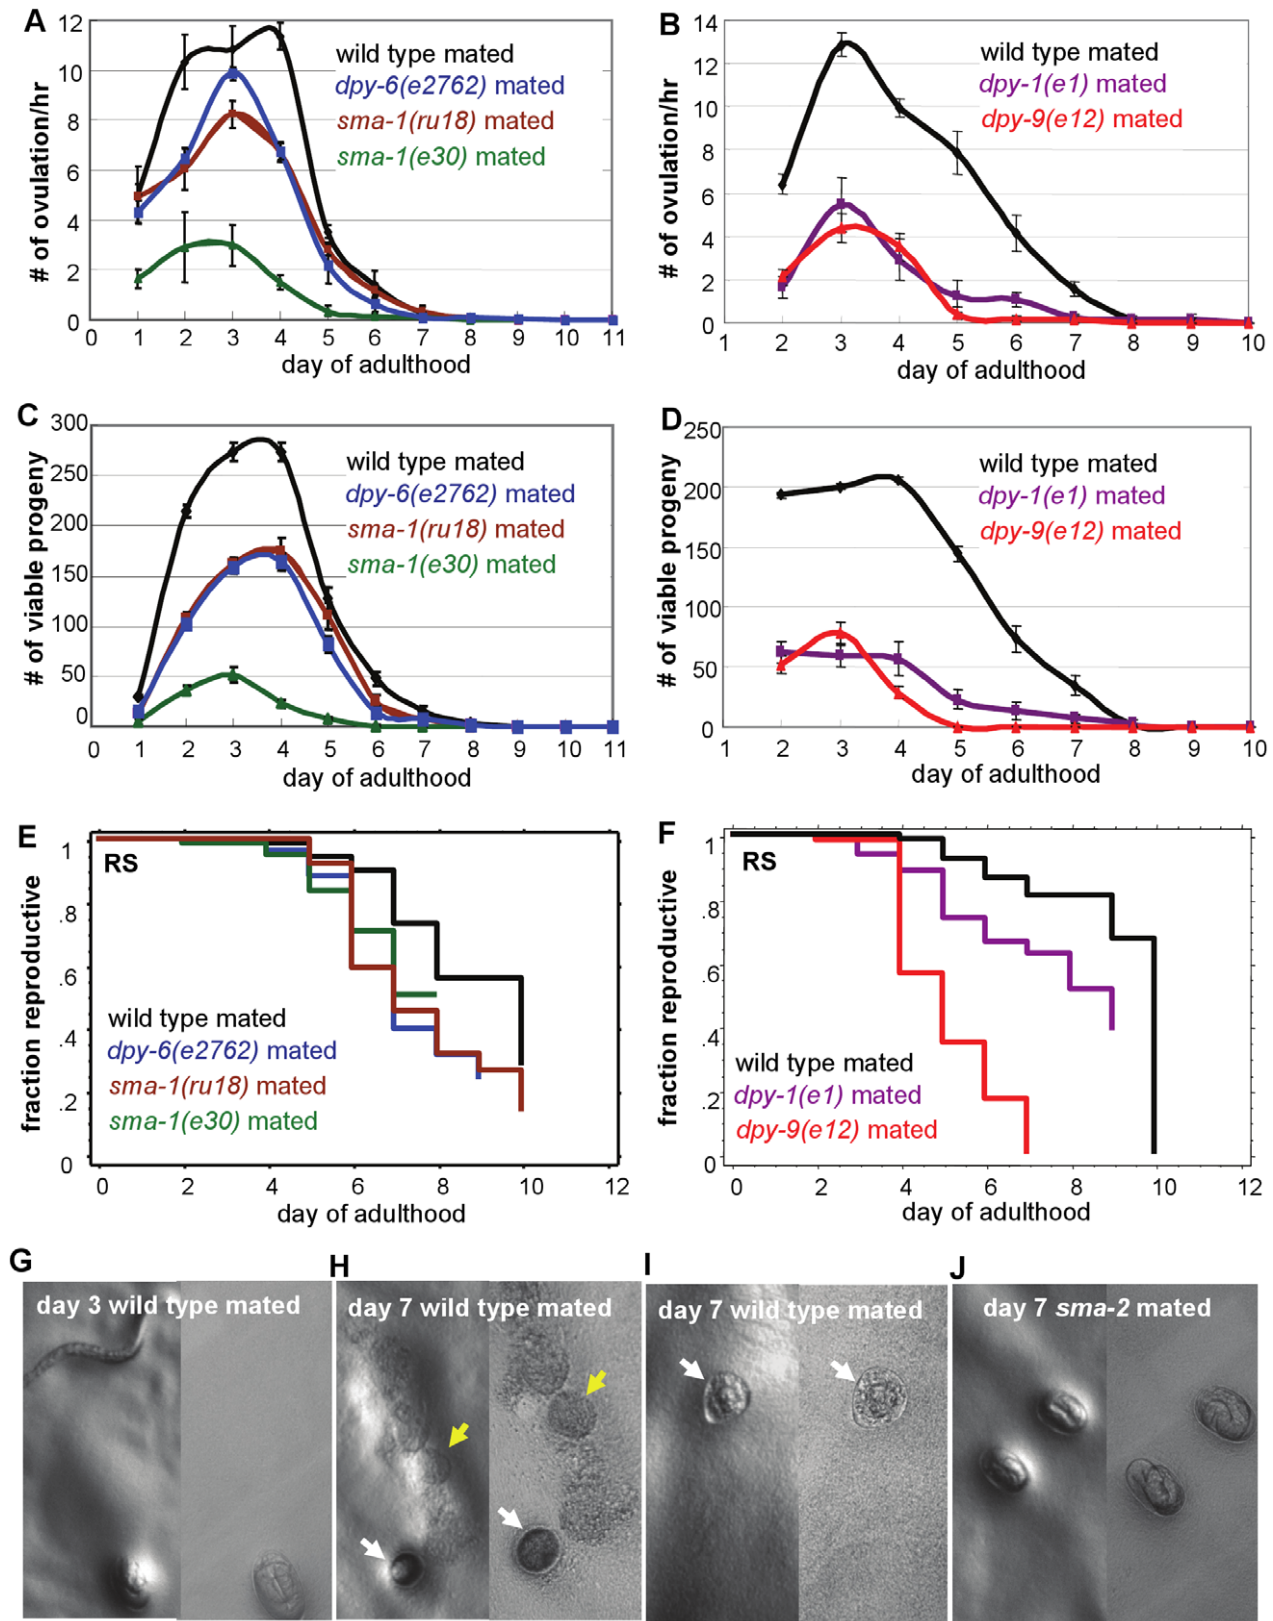 A
12
10
8
6
4
2
0
# of ovulation/hr
wild type mated
dpy-6(e2762) mated
sma-1(ru18) mated
sma-1(e30) mated
0 1 2 3 4 5 6 7 8 9 10 11
day of adulthood
B
14
12
10
8
6
4
2
0
# of ovulation/hr
wild type mated
dpy-1(e1) mated
dpy-9(e12) mated
1 2 3 4 5 6 7 8 9 10
day of adulthood
C
300
250
200
150
100
50
0
# of viable progeny
wild type mated
dpy-6(e2762) mated
sma-1(ru18) mated
sma-1(e30) mated
0 1 2 3 4 5 6 7 8 9 10 11
day of adulthood
D
250
200
150
100
50
0
# of viable progeny
wild type mated
dpy-1(e1) mated
dpy-9(e12) mated
1 2 3 4 5 6 7 8 9 10
day of adulthood
E
1
.8
.6
.4
.2
0
fraction reproductive
RS
wild type mated
dpy-6(e2762) mated
sma-1(ru18) mated
sma-1(e30) mated
0 2 4 6 8 10 12
day of adulthood
F
1
.8
.6
.4
.2
0
fraction reproductive
RS
wild type mated
dpy-1(e1) mated
dpy-9(e12) mated
0 2 4 6 8 10 12
day of adulthood
G
day 3 wild type mated
H
day 7 wild type mated
I
day 7 wild type mated
J
day 7 sma-2 mated